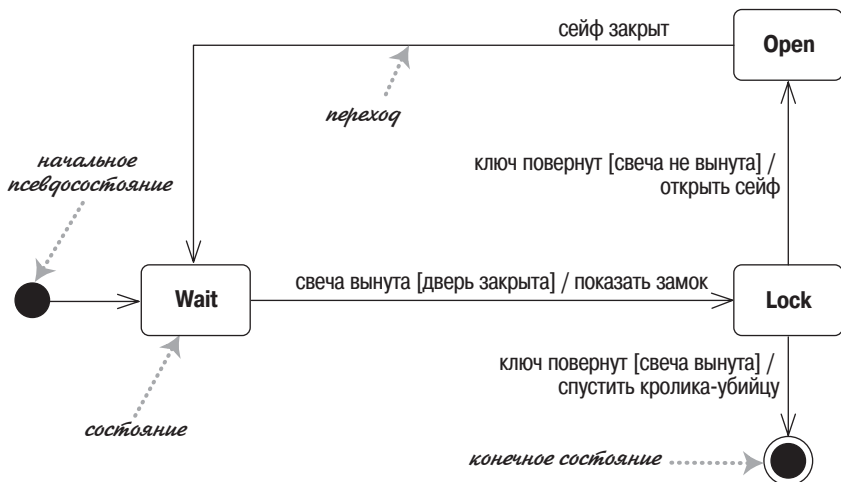 сейф закрыт
Open
переход
начальное
псевдосостояние
ключ повернут [свеча не вынута] /
открыть сейф
Wait
свеча вынута [дверь закрыта] / показать замок
Lock
ключ повернут [свеча вынута] /
спустить кролика-убийцу
состояние
конечное состояние